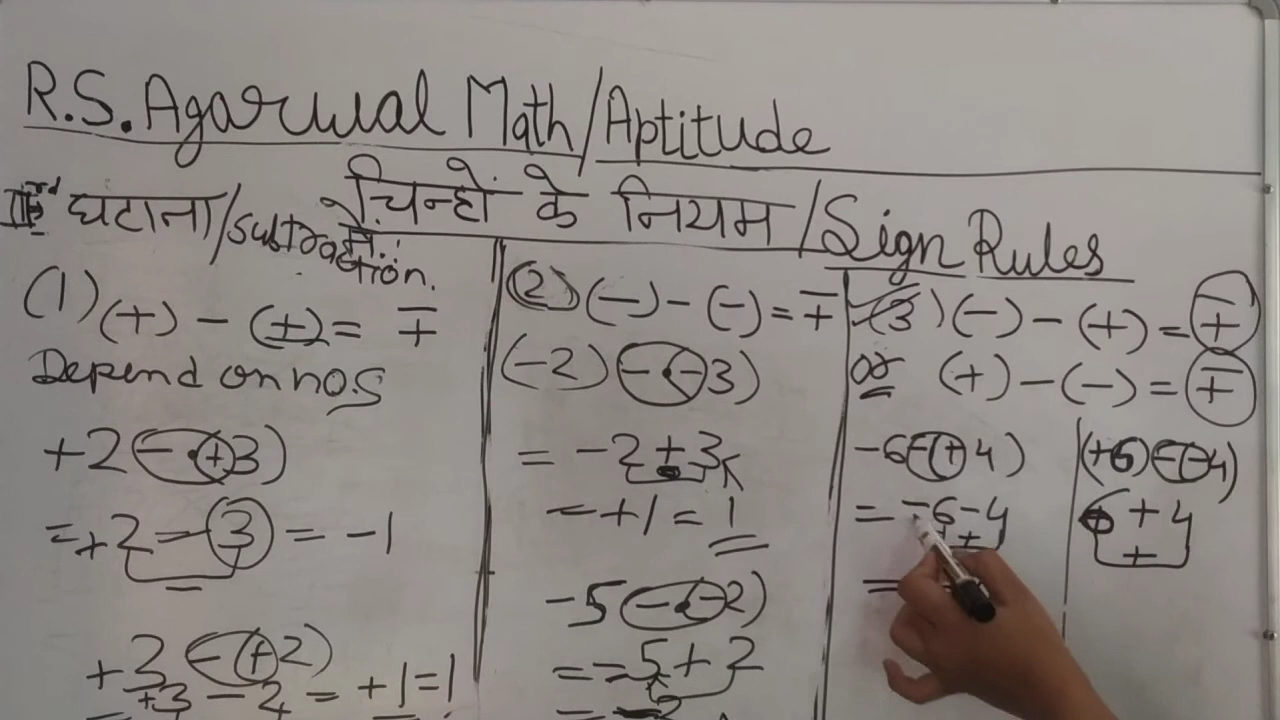 R.S. Agarwal Math/Aptitude
चिन्हों के नियम/Sign Rules
घटाना/Subtraction में:
(1) (+) - (+) = ∓
Depend on no.s
+2 - (+3)
= +2 - 3 = -1
+3 - (+2)
+3 - 2 = +1 = 1
(2) (-) - (-) = ∓
(-2) - (-3)
= -2 + 3
= +1 = 1
-5 - (-2)
= -5 + 2
(3) (-) - (+) = ∓
or (+) - (-) = ∓
-6 - (+4)
= -6 - 4
+
=
(+6) - (-4)
6 + 4
+